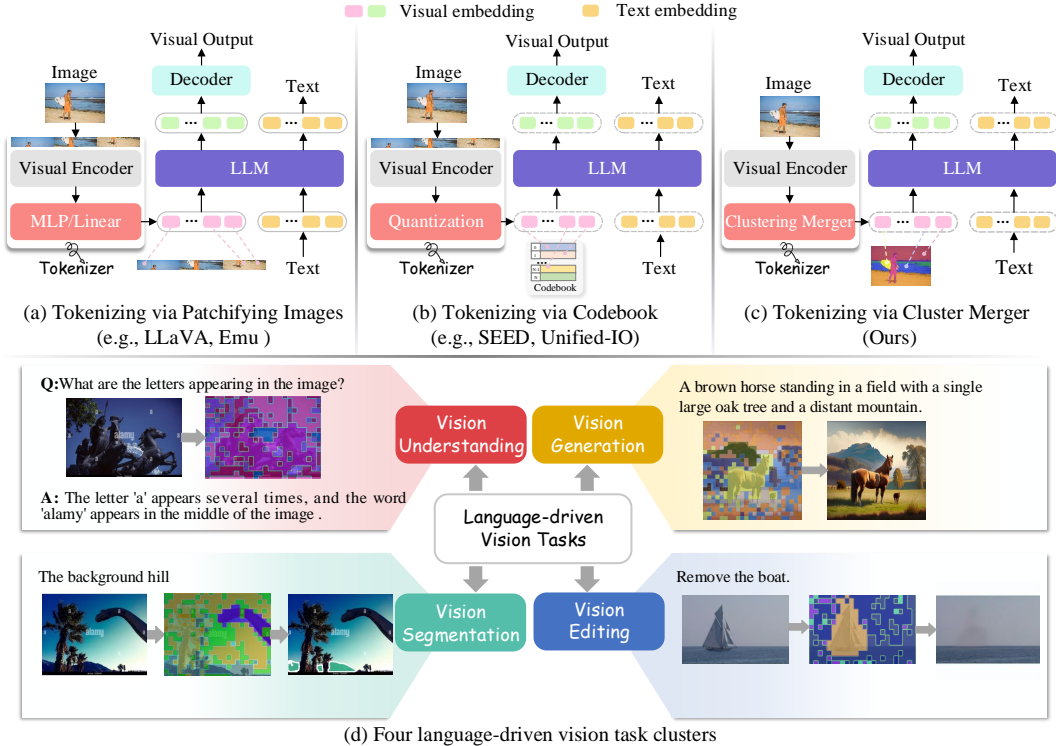 Visual embedding
Text embedding
Visual Output
Decoder
Image
Text
LLM
Visual Encoder
MLP/Linear
Tokenizer
Text
(a) Tokenizing via Patchifying Images
(e.g., LLaVA, Emu )
Visual Output
Decoder
Image
Text
LLM
Visual Encoder
Quantization
Tokenizer
Codebook
Text
(b) Tokenizing via Codebook
(e.g., SEED, Unified-IO)
Visual Output
Decoder
Image
Text
LLM
Visual Encoder
Clustering Merger
Tokenizer
Text
(c) Tokenizing via Cluster Merger
(Ours)
Q:What are the letters appearing in the image?
a
a
alamy
A: The letter 'a' appears several times, and the word
'alamy' appears in the middle of the image .
Vision
Understanding
Vision
Generation
A brown horse standing in a field with a single
large oak tree and a distant mountain.
Language-driven
Vision Tasks
The background hill
alamy
alamy
Vision
Segmentation
Vision
Editing
Remove the boat.
(d) Four language-driven vision task clusters